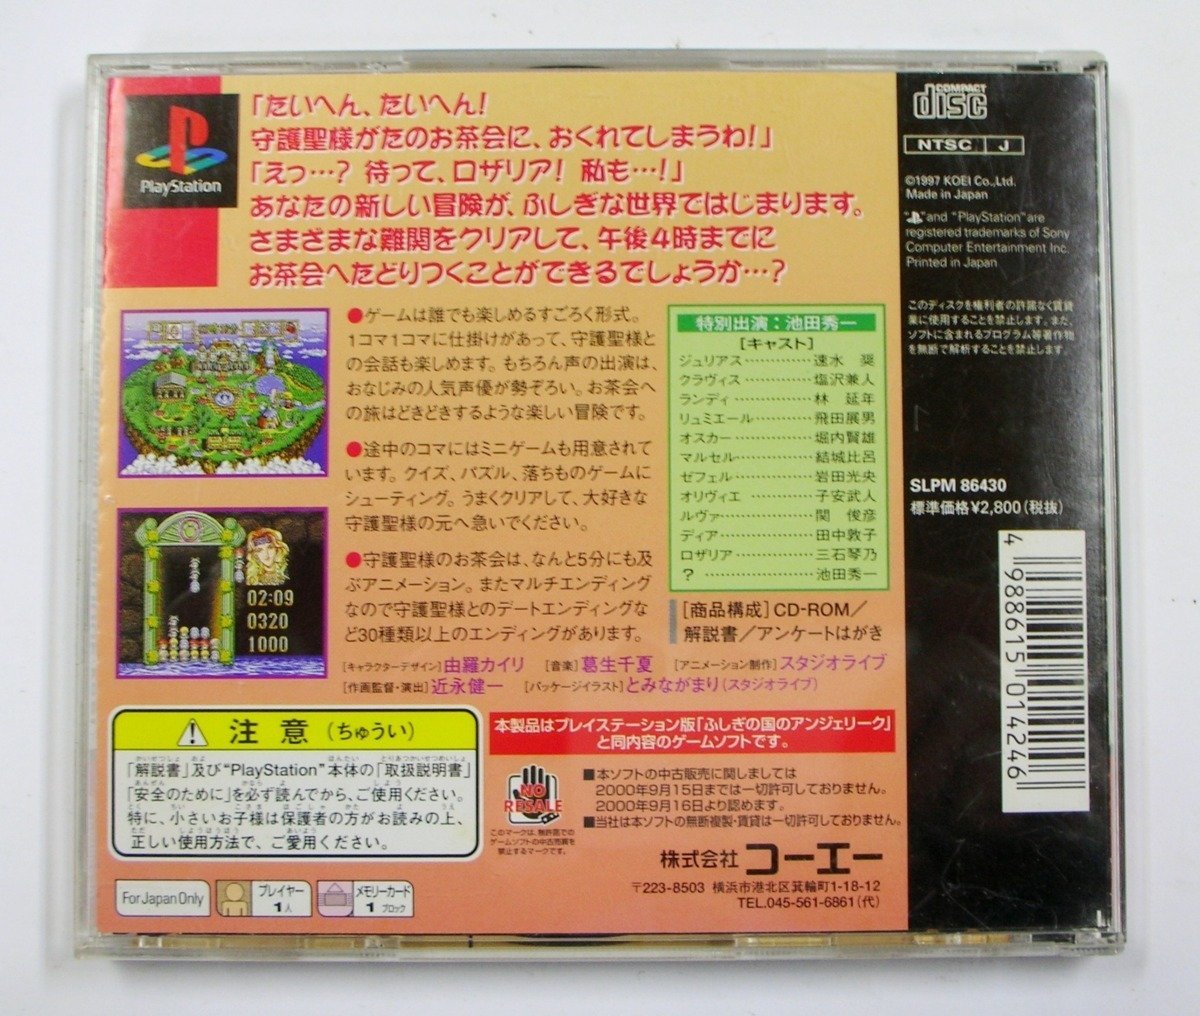 PlayStation
「たいへん、たいへん!
守護聖様がたのお茶会に、おくれてしまうわ!」
「えっ…? 待って、ロザリア! 私も…!」
あなたの新しい冒険が、ふしぎな世界ではじまります。
さまざまな難関をクリアして、午後4時までに
お茶会へたどりつくことができるでしょうか…?
●ゲームは誰でも楽しめるすごろく形式。
1コマ1コマに仕掛けがあって、守護聖様と
の会話も楽しめます。もちろん声の出演は、
おなじみの人気声優が勢ぞろい。お茶会へ
の旅はどきどきするような楽しい冒険です。
●途中のコマにはミニゲームも用意されて
います。クイズ、パズル、落ちものゲームに
シューティング。うまくクリアして、大好きな
守護聖様の元へ急いでください。
●守護聖様のお茶会は、なんと5分にも及
ぶアニメーション。またマルチエンディング
なので守護聖様とのデートエンディングな
ど30種類以上のエンディングがあります。
02:09
0320
1000
特別出演:池田秀一
[キャスト]
ジュリアス…………速水 奨
クラヴィス…………塩沢兼人
ランディ……………林 延年
リュミエール………飛田展男
オスカー……………堀内賢雄
マルセル……………結城比呂
ゼフェル……………岩田光央
オリヴィエ…………子安武人
ルヴァ………………関 俊彦
ディア………………田中敦子
ロザリア……………三石琴乃
? …………………池田秀一
[商品構成]CD-ROM/
解説書/アンケートはがき
[キャラクターデザイン]由羅カイリ [音楽]葛生千夏 [アニメーション制作]スタジオライブ
[作画監督・演出]近永健一 [パッケージイラスト]とみながまり(スタジオライブ)
注意(ちゅうい)
「解説書」及び“PlayStation”本体の「取扱説明書」
「安全のために」を必ず読んでから、ご使用ください。
特に、小さいお子様は保護者の方がお読みの上、
正しい使用方法で、ご愛用ください。
For Japan Only
プレイヤー
1人
メモリーカード
1 ブロック
本製品はプレイステーション版「ふしぎの国のアンジェリーク」
と同内容のゲームソフトです。
NO
RESALE
このマークは、無許諾での
ゲームソフトの中古売買を
禁止するマークです。
■本ソフトの中古販売に関しましては
2000年9月15日までは一切許可しておりません。
2000年9月16日より認めます。
■当社は本ソフトの無断複製・賃貸は一切許可しておりません。
株式会社 コーエー
〒223-8503 横浜市港北区箕輪町1-18-12
TEL.045-561-6861(代)
COMPACT
disc
NTSC J
©1997 KOEI Co.,Ltd.
Made in Japan
" " and "PlayStation" are
registered trademarks of Sony
Computer Entertainment Inc.
Printed in Japan
このディスクを権利者の許諾なく賃貸
業に使用することを禁止します。また、
ソフトに含まれるプログラム等著作物
を無断で解析することを禁止します。
SLPM 86430
標準価格¥2,800(税抜)
4 988615 014246